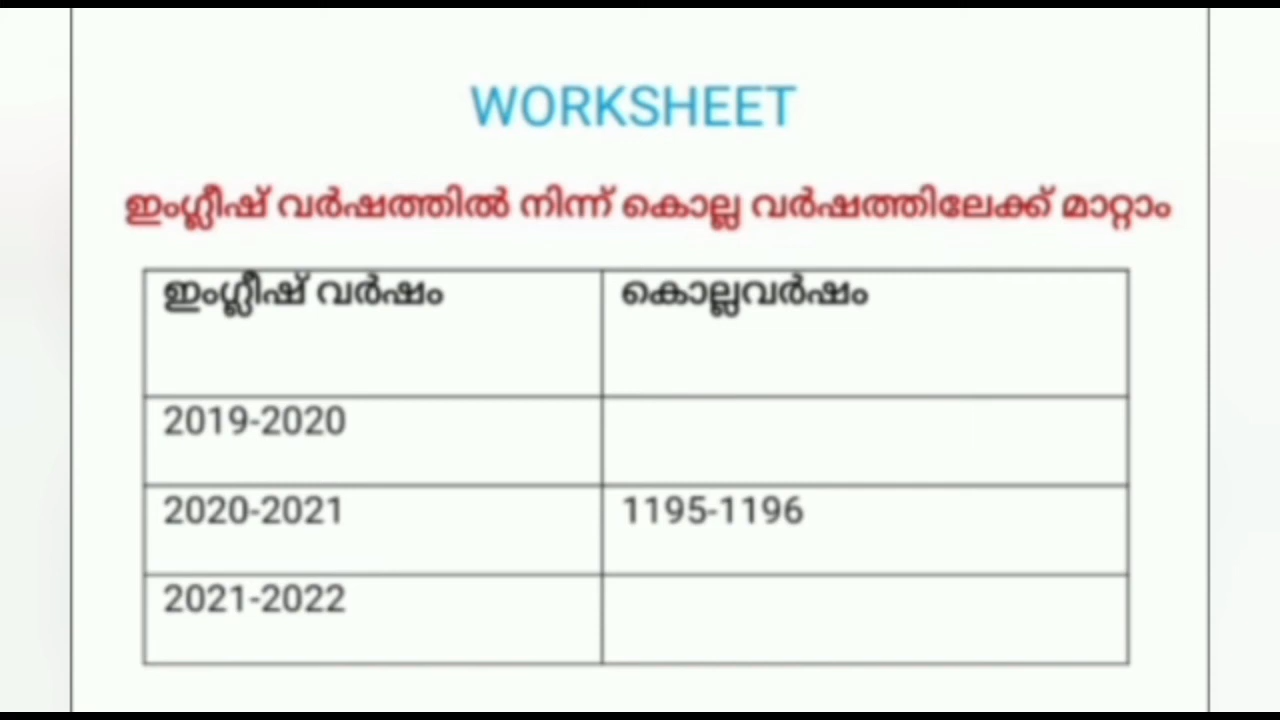 WORKSHEET
ഇംഗ്ലീഷ് വർഷത്തിൽ നിന്ന് കൊല്ല വർഷത്തിലേക്ക് മാറ്റാം
ഇംഗ്ലീഷ് വർഷം കൊല്ലവർഷം
2019-2020
2020-2021 1195-1196
2021-2022